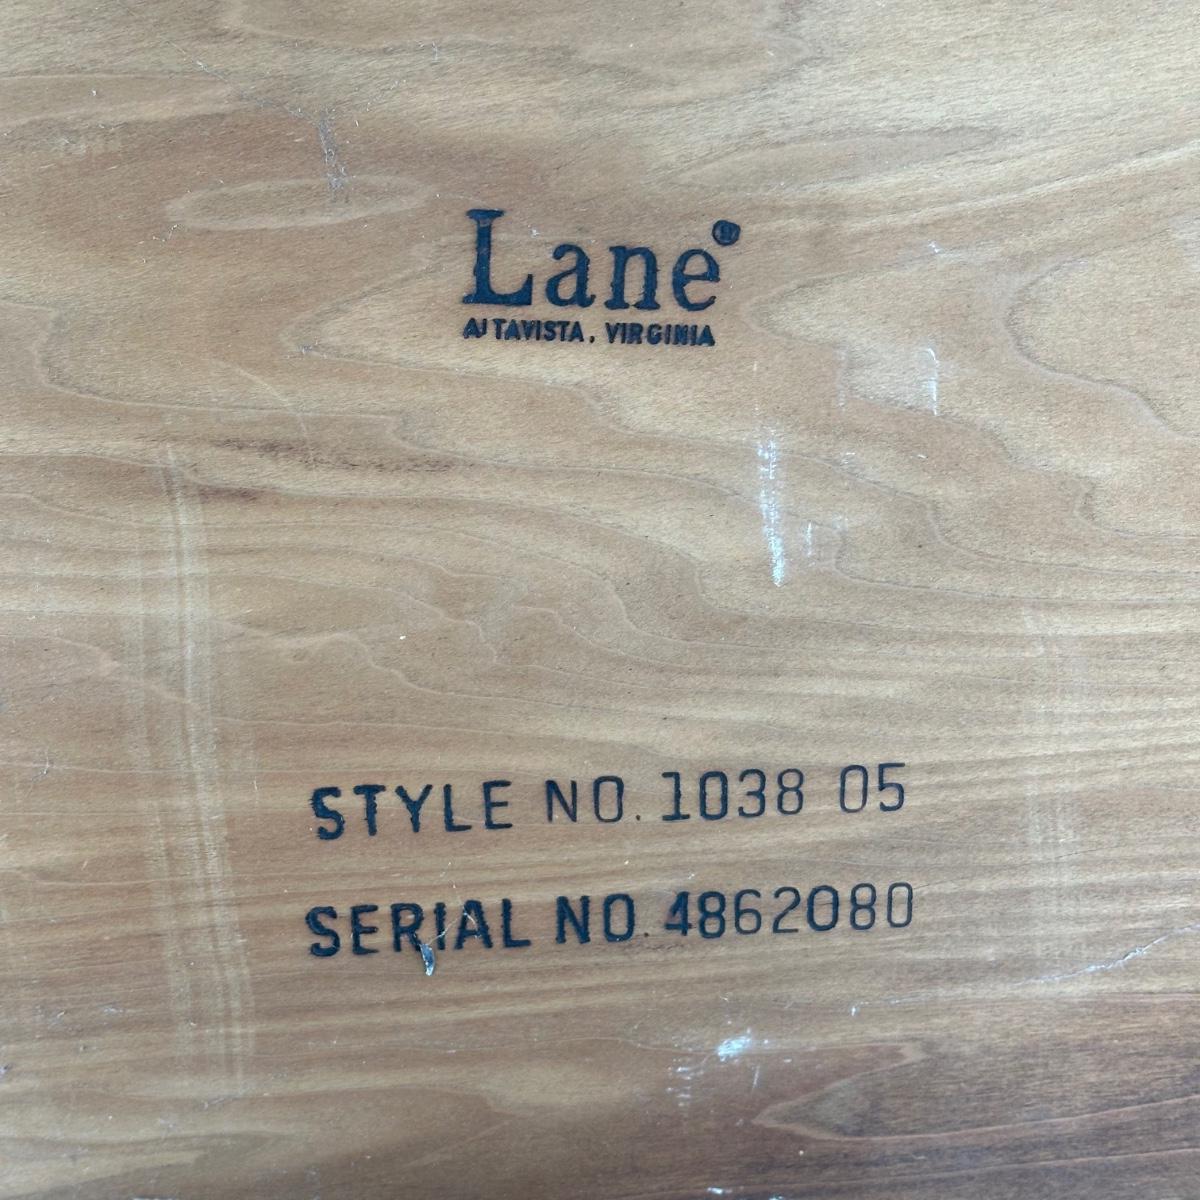 Lane®
ALTAVISTA, VIRGINIA
STYLE NO. 1038 05
SERIAL NO. 4862080